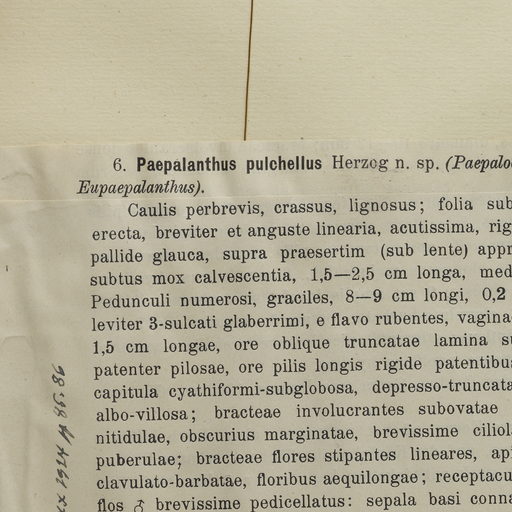 6. Paepalanthus pulchellus Herzog n. sp. (Paepalo
Eupaepalanthus).
Caulis perbrevis, crassus, lignosus; folia sub
erecta, breviter et anguste linearia, acutissima, rig
pallide glauca, supra praesertim (sub lente) appr
subtus mox calvescentia, 1,5—2,5 cm longa, med
Pedunculi numerosi, graciles, 8—9 cm longi, 0,2
leviter 3-sulcati glaberrimi, e flavo rubentes, vagina
1,5 cm longae, ore oblique truncatae lamina su
patenter pilosae, ore pilis longis rigide patentibus
capitula cyathiformi-subglobosa, depresso-truncata
albo-villosa; bracteae involucrantes subovatae
nitidulae, obscurius marginatae, brevissime ciliol
puberulae; bracteae flores stipantes lineares, api
clavulato-barbatae, floribus aequilongae; receptacu
flos ♂ brevissime pedicellatus: sepala basi conna